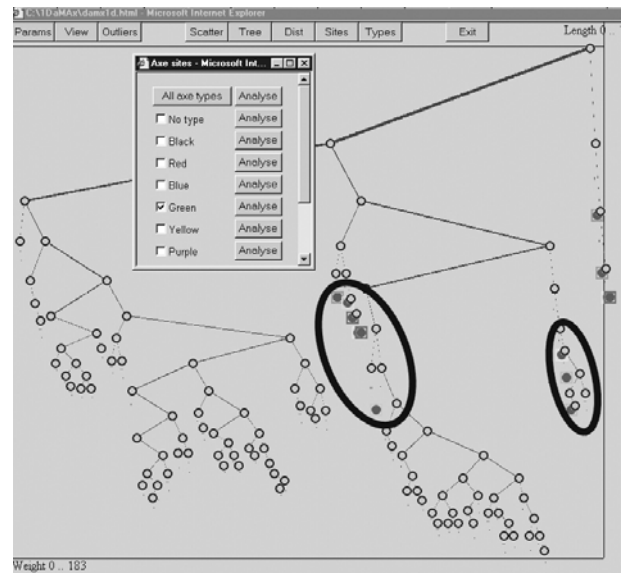 C:\1DaMAx\damx1d.html - Microsoft Internet Explorer
Params View Outliers Scatter Tree Dist Sites Types Exit Length 0 ..
Axe sites - Microsoft Int...
All axe types Analyse
No type Analyse
Black Analyse
Red Analyse
Blue Analyse
Green Analyse
Yellow Analyse
Purple Analyse
Weight 0 .. 183